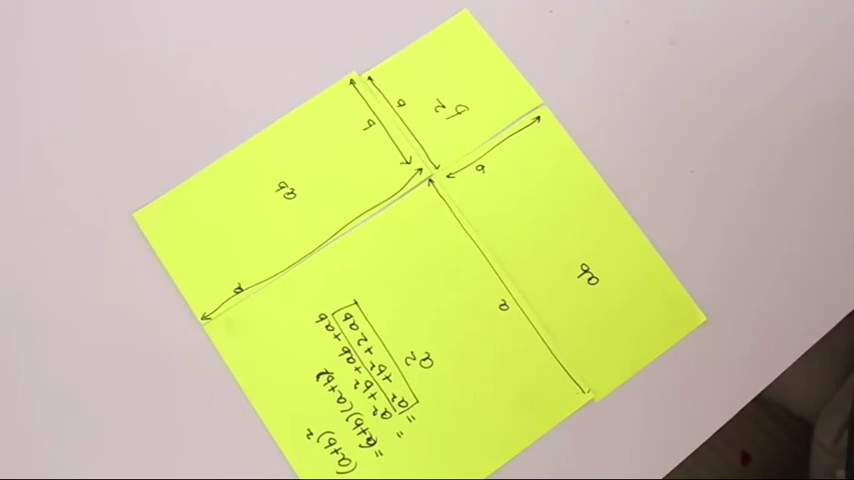 b
b
b²
b
ab
a
ab
a
a²
(a+b)²
= (a+b)(a+b)
= a² + b² + ab + ab
= a² + b² + 2ab